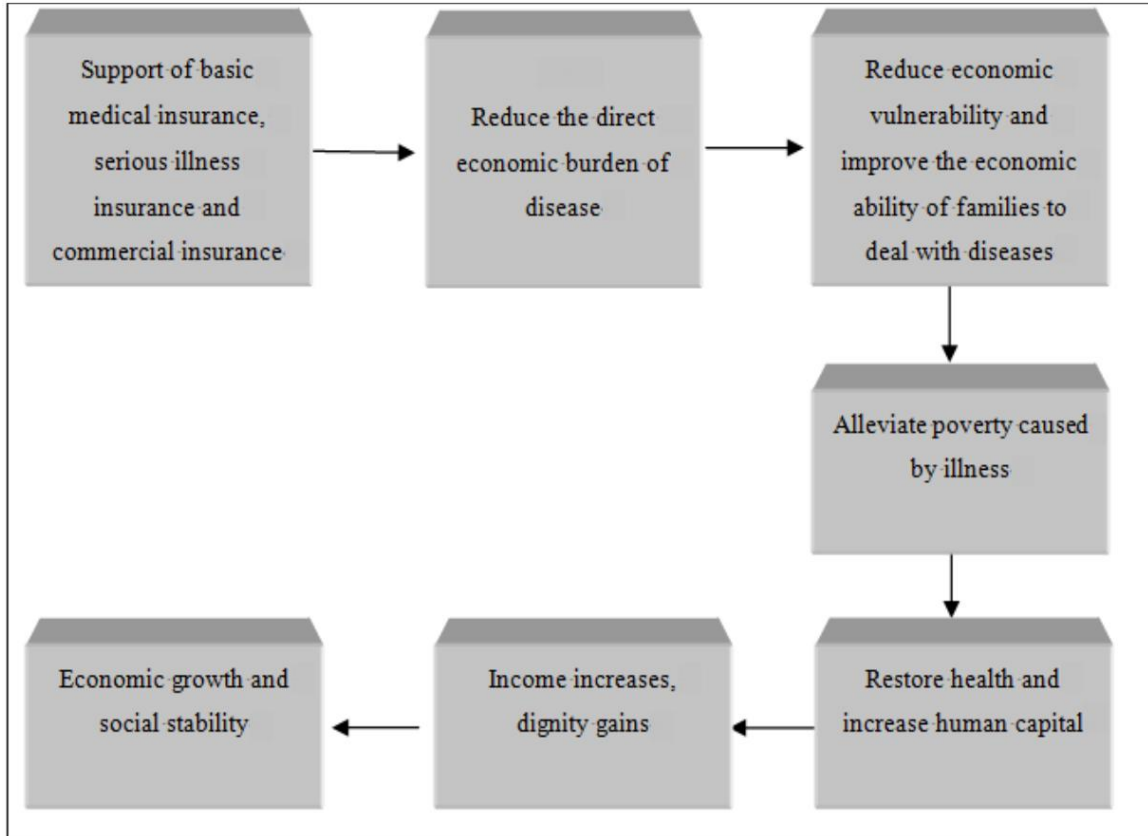 Support of basic
medical insurance,
serious illness
insurance and
commercial insurance
Reduce the direct
economic burden of
disease
Reduce economic
vulnerability and
improve the economic
ability of families to
deal with diseases
Alleviate poverty caused
by illness
Restore health and
increase human capital
Income increases,
dignity gains
Economic growth and
social stability